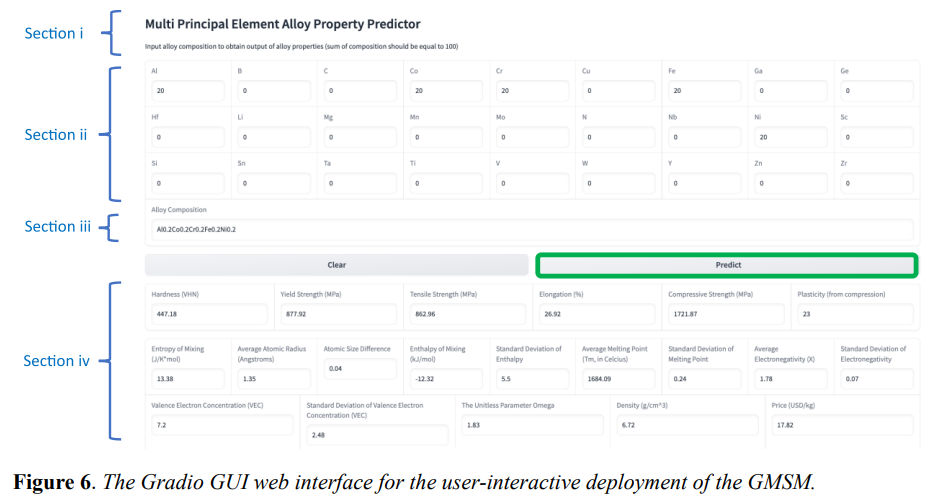 Section i
Multi Principal Element Alloy Property Predictor
Input alloy composition to obtain output of alloy properties (sum of composition should be equal to 100)
Section ii
Al B C Co Cr Cu Fe Ga Ge
20 0 0 20 20 0 20 0 0
Hf Li Mg Mn Mo N Nb Ni Sc
0 0 0 0 0 0 0 20 0
Si Sn Ta Ti V W Y Zn Zr
0 0 0 0 0 0 0 0 0
Section iii
Alloy Composition
Al0.2Co0.2Cr0.2Fe0.2Ni0.2
Clear Predict
Section iv
Hardness (VHN) Yield Strength (MPa) Tensile Strength (MPa) Elongation (%) Compressive Strength (MPa) Plasticity (from compression)
447.18 877.92 862.96 26.92 1721.87 23
Entropy of Mixing (J/K*mol) Average Atomic Radius (Angstroms) Atomic Size Difference Enthalpy of Mixing (kJ/mol) Standard Deviation of Enthalpy Average Melting Point (Tm, in Celcius) Standard Deviation of Melting Point Average Electronegativity (X) Standard Deviation of Electronegativity
13.38 1.35 0.04 -12.32 5.5 1684.09 0.24 1.78 0.07
Valence Electron Concentration (VEC) Standard Deviation of Valence Electron Concentration (VEC) The Unitless Parameter Omega Density (g/cm^3) Price (USD/kg)
7.2 2.48 1.83 6.72 17.82
Figure 6. The Gradio GUI web interface for the user-interactive deployment of the GMSM.